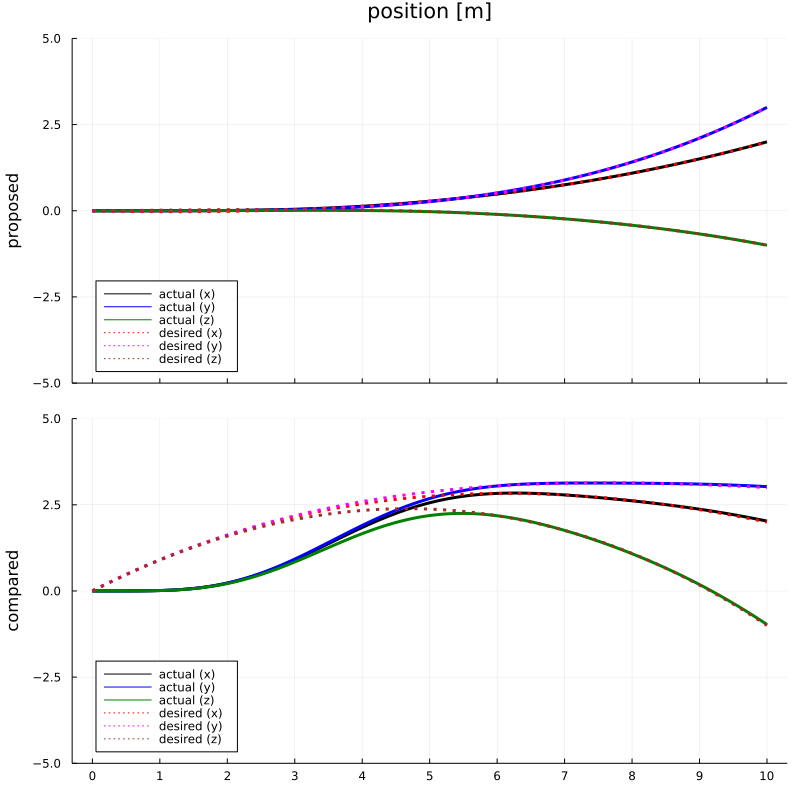 position [m]
5.0
2.5
0.0
−2.5
−5.0
proposed
actual (x)
actual (y)
actual (z)
desired (x)
desired (y)
desired (z)
5.0
2.5
0.0
−2.5
−5.0
compared
actual (x)
actual (y)
actual (z)
desired (x)
desired (y)
desired (z)
0 1 2 3 4 5 6 7 8 9 10